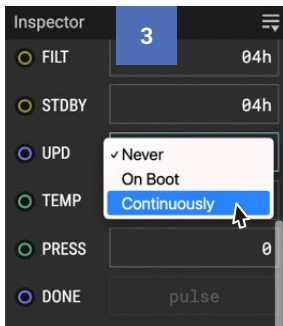 Inspector
3
FILT 04h
STDBY 04h
UPD
✓ Never
On Boot
Continuously
TEMP
PRESS 0
DONE pulse